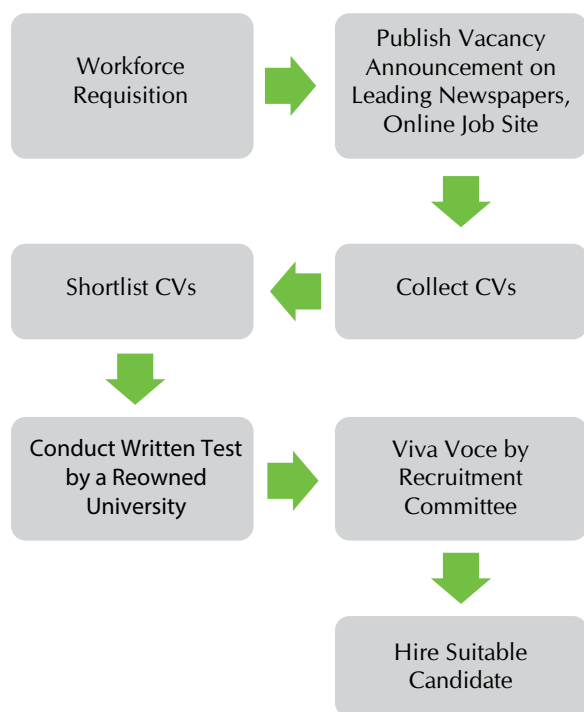 Workforce
Requisition
Publish Vacancy
Announcement on
Leading Newspapers,
Online Job Site
Collect CVs
Shortlist CVs
Conduct Written Test
by a Reowned
University
Viva Voce by
Recruitment
Committee
Hire Suitable
Candidate